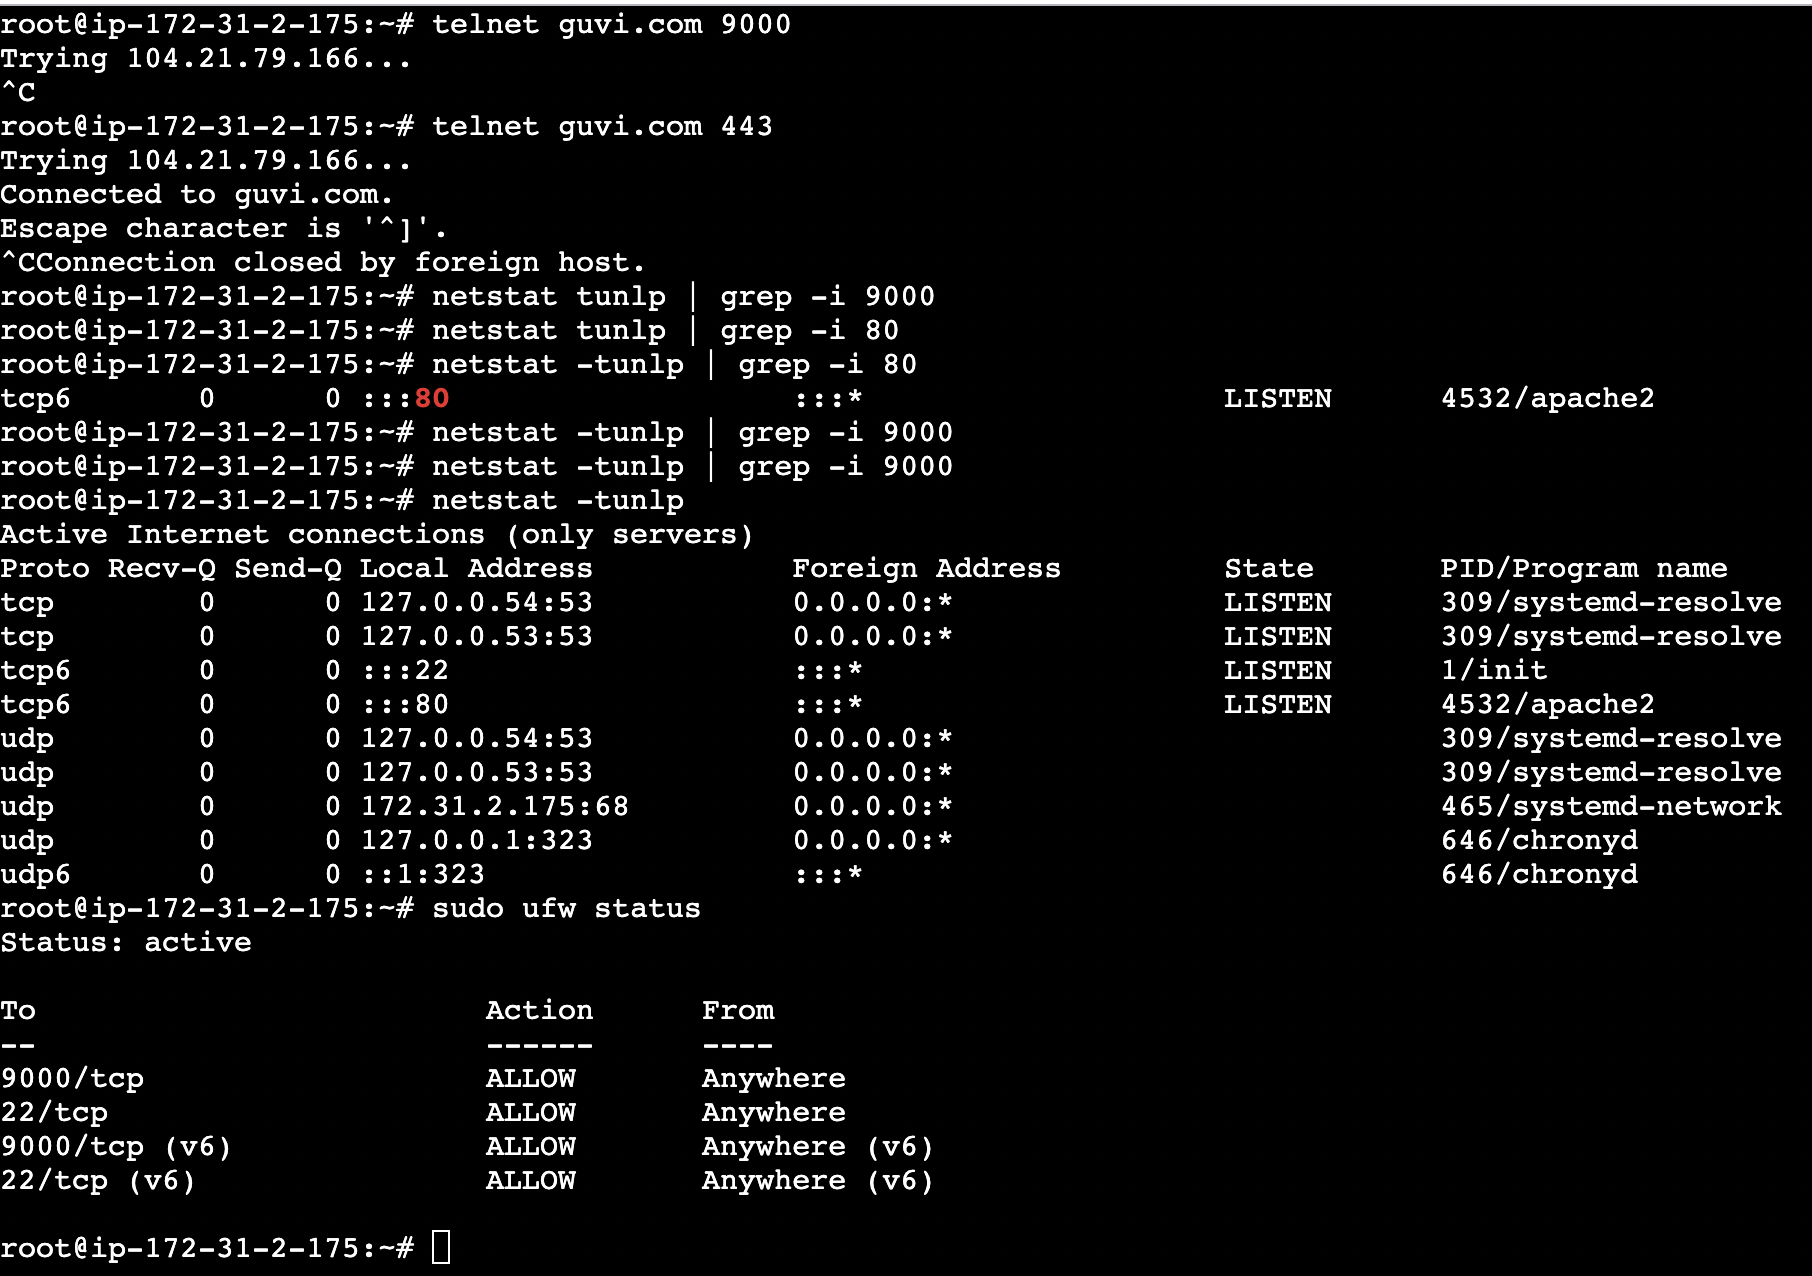 root@ip-172-31-2-175:~# telnet guvi.com 9000
Trying 104.21.79.166...
^C
root@ip-172-31-2-175:~# telnet guvi.com 443
Trying 104.21.79.166...
Connected to guvi.com.
Escape character is '^]'.
^CConnection closed by foreign host.
root@ip-172-31-2-175:~# netstat tunlp | grep -i 9000
root@ip-172-31-2-175:~# netstat tunlp | grep -i 80
root@ip-172-31-2-175:~# netstat -tunlp | grep -i 80
tcp6       0      0 :::80                   :::*                    LISTEN      4532/apache2
root@ip-172-31-2-175:~# netstat -tunlp | grep -i 9000
root@ip-172-31-2-175:~# netstat -tunlp | grep -i 9000
root@ip-172-31-2-175:~# netstat -tunlp
Active Internet connections (only servers)
Proto Recv-Q Send-Q Local Address           Foreign Address         State       PID/Program name
tcp        0      0 127.0.0.54:53           0.0.0.0:*               LISTEN      309/systemd-resolve
tcp        0      0 127.0.0.53:53           0.0.0.0:*               LISTEN      309/systemd-resolve
tcp6       0      0 :::22                   :::*                    LISTEN      1/init
tcp6       0      0 :::80                   :::*                    LISTEN      4532/apache2
udp        0      0 127.0.0.54:53           0.0.0.0:*                           309/systemd-resolve
udp        0      0 127.0.0.53:53           0.0.0.0:*                           309/systemd-resolve
udp        0      0 172.31.2.175:68         0.0.0.0:*                           465/systemd-network
udp        0      0 127.0.0.1:323           0.0.0.0:*                           646/chronyd
udp6       0      0 ::1:323                 :::*                                646/chronyd
root@ip-172-31-2-175:~# sudo ufw status
Status: active
To                         Action      From
--                         ------      ----
9000/tcp                   ALLOW       Anywhere
22/tcp                     ALLOW       Anywhere
9000/tcp (v6)              ALLOW       Anywhere (v6)
22/tcp (v6)                ALLOW       Anywhere (v6)
root@ip-172-31-2-175:~#